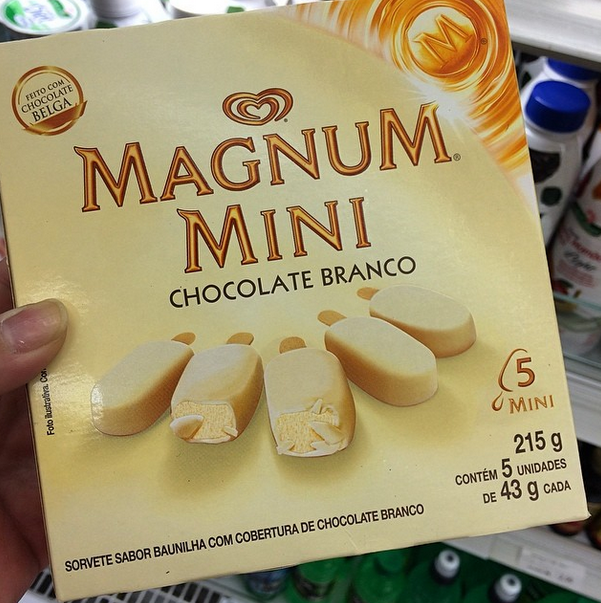 FEITO COM
CHOCOLATE
BELGA
M
MAGNUM®
MINI
CHOCOLATE BRANCO
5
MINI
215 g
CONTÉM 5 UNIDADES
DE 43 g CADA
Foto ilustrativa.
SORVETE SABOR BAUNILHA COM COBERTURA DE CHOCOLATE BRANCO